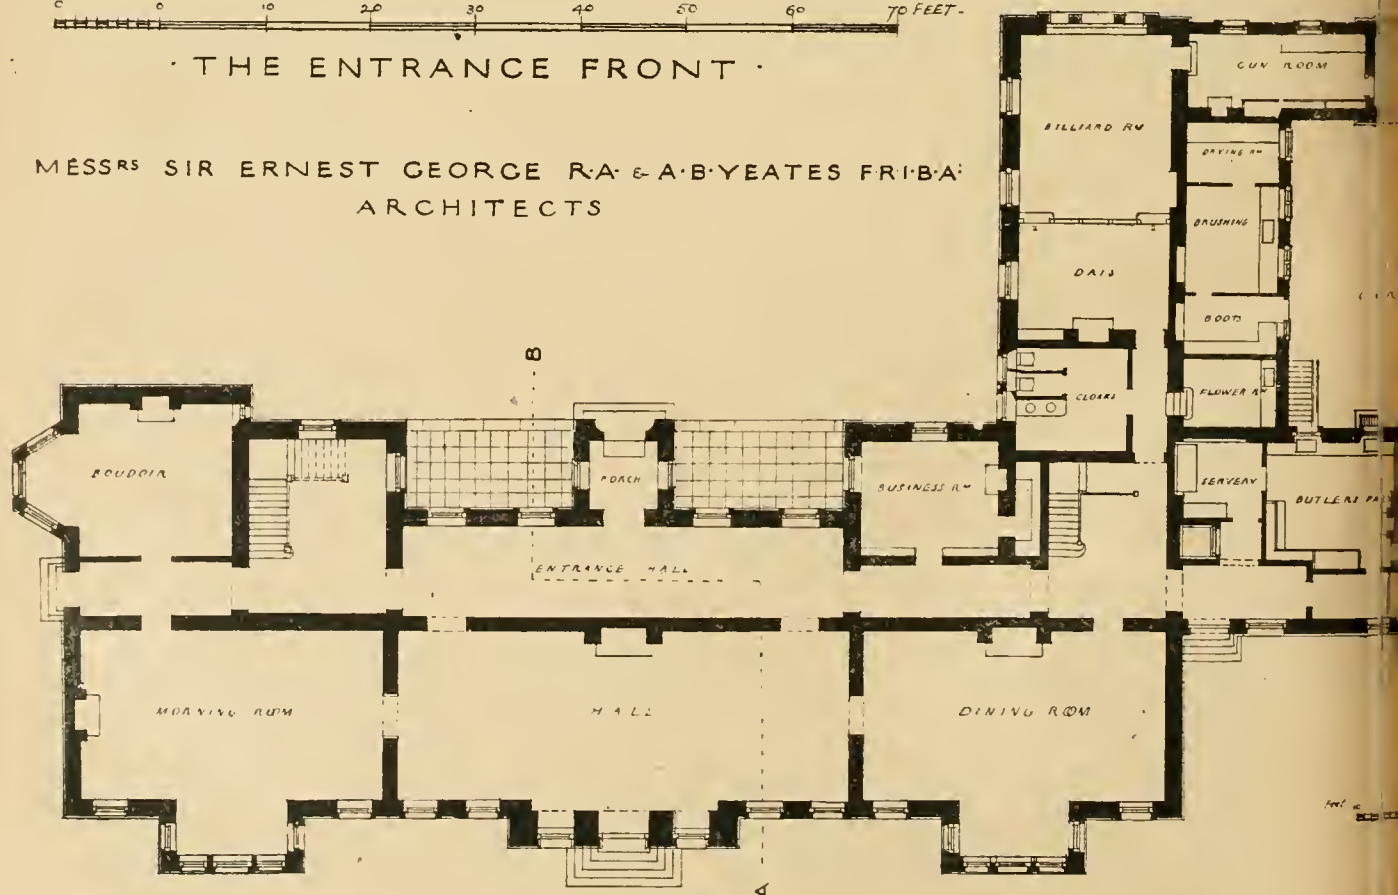 0 10 20 30 40 50 60 70 FEET-
· THE ENTRANCE FRONT ·
MESSRS SIR ERNEST GEORGE R·A· & A·B·YEATES F·R·I·B·A·
ARCHITECTS
GUN ROOM
BILLIARD RM
DRYING RM
BRUSHING
DAIS
BOOTS
B
CLOAKS
FLOWER RM
BOUDOIR
PORCH
BUSINESS RM
SERVERY
BUTLERS PA
ENTRANCE HALL
MORNING ROOM
HALL
DINING ROOM
Feet
A